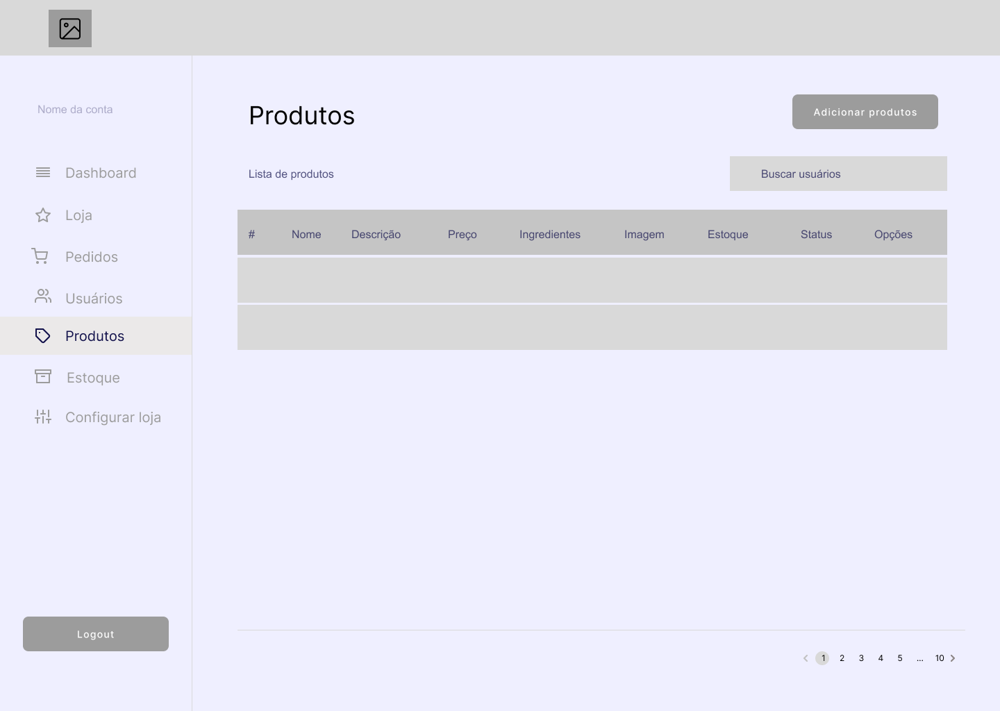 Nome da conta
Dashboard
Loja
Pedidos
Usuários
Produtos
Estoque
Configurar loja
Logout
Produtos
Adicionar produtos
Lista de produtos
Buscar usuários
# Nome Descrição Preço Ingredientes Imagem Estoque Status Opções
1 2 3 4 5 ... 10